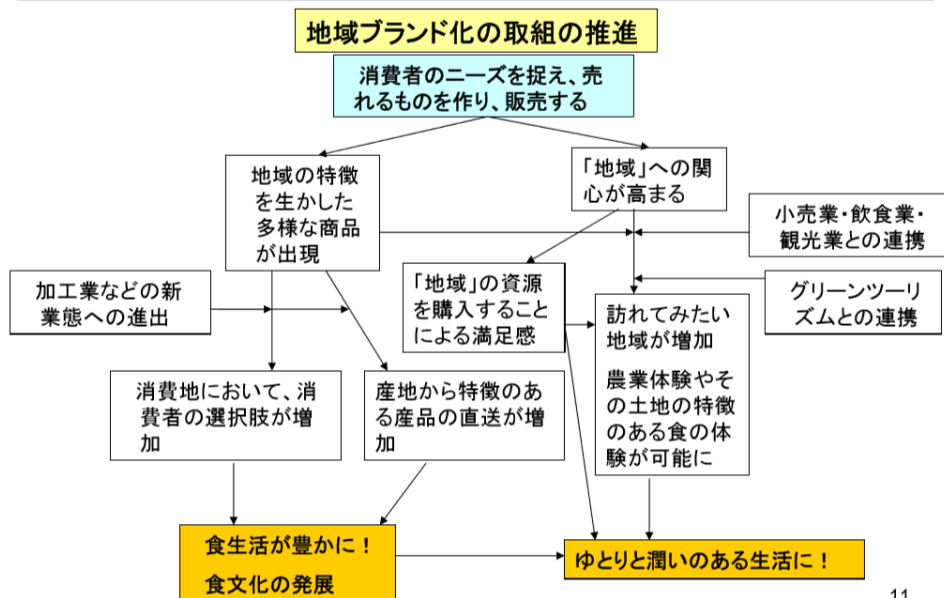 地域ブランド化の取組の推進
消費者のニーズを捉え、売
れるものを作り、販売する
地域の特徴
を生かした
多様な商品
が出現
「地域」への関
心が高まる
小売業・飲食業・
観光業との連携
加工業などの新
業態への進出
「地域」の資源
を購入すること
による満足感
グリーンツーリ
ズムとの連携
訪れてみたい
地域が増加
農業体験やそ
の土地の特徴
のある食の体
験が可能に
消費地において、消
費者の選択肢が増
加
産地から特徴のあ
る産品の直送が増
加
食生活が豊かに！
食文化の発展
ゆとりと潤いのある生活に！
11